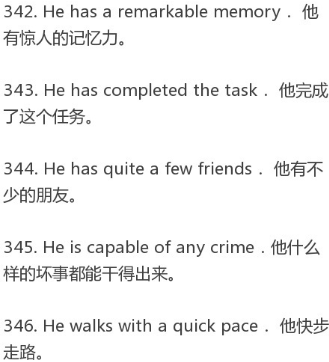 342. He has a remarkable memory． 他
有惊人的记忆力。
343. He has completed the task． 他完成
了这个任务。
344. He has quite a few friends． 他有不
少的朋友。
345. He is capable of any crime．他什么
样的坏事都能干得出来。
346. He walks with a quick pace． 他快步
走路。